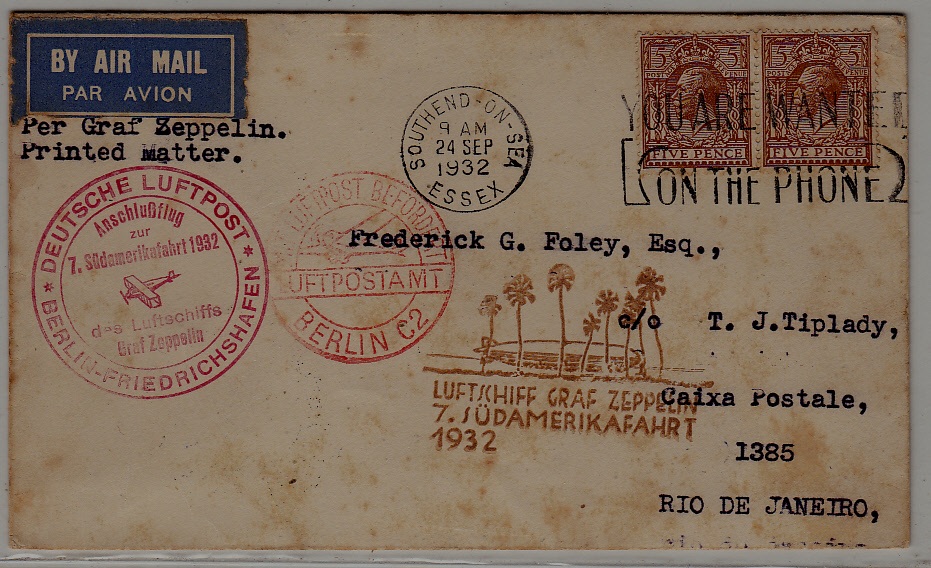 BY AIR MAIL
PAR AVION
Per Graf Zeppelin.
Printed Matter.
FIVE PENCE
FIVE PENCE
YOU ARE WANTED
ON THE PHONE
SOUTHEND-ON-SEA
9 AM
24 SEP
1932
ESSEX
DEUTSCHE LUFTPOST
Anschlußflug
zur
7. Südamerikafahrt 1932
des Luftschiffs
Graf Zeppelin
BERLIN-FRIEDRICHSHAFEN
LUFTPOST BEFÖRDERT
LUFTPOSTAMT
BERLIN C2
Frederick G. Foley, Esq.,
c/o T. J.Tiplady,
LUFTSCHIFF GRAF ZEPPELIN
7. SÜDAMERIKAFAHRT
1932
Caixa Postale,
1385
RIO DE JANEIRO,